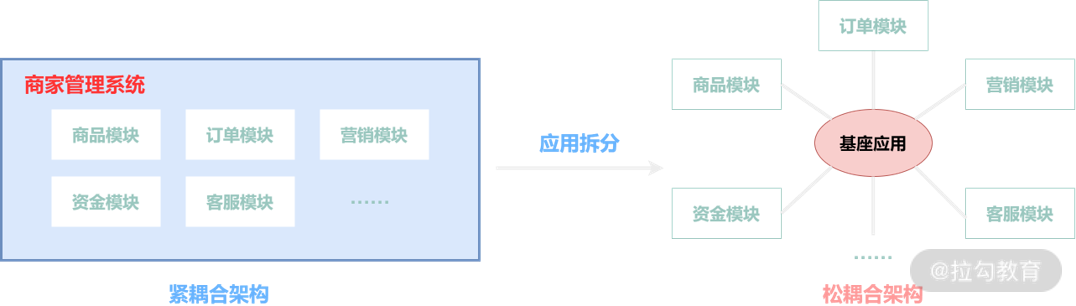 商家管理系统
商品模块
订单模块
营销模块
资金模块
客服模块
……
紧耦合架构
应用拆分
订单模块
商品模块
营销模块
基座应用
资金模块
客服模块
……
@拉勾教育
松耦合架构